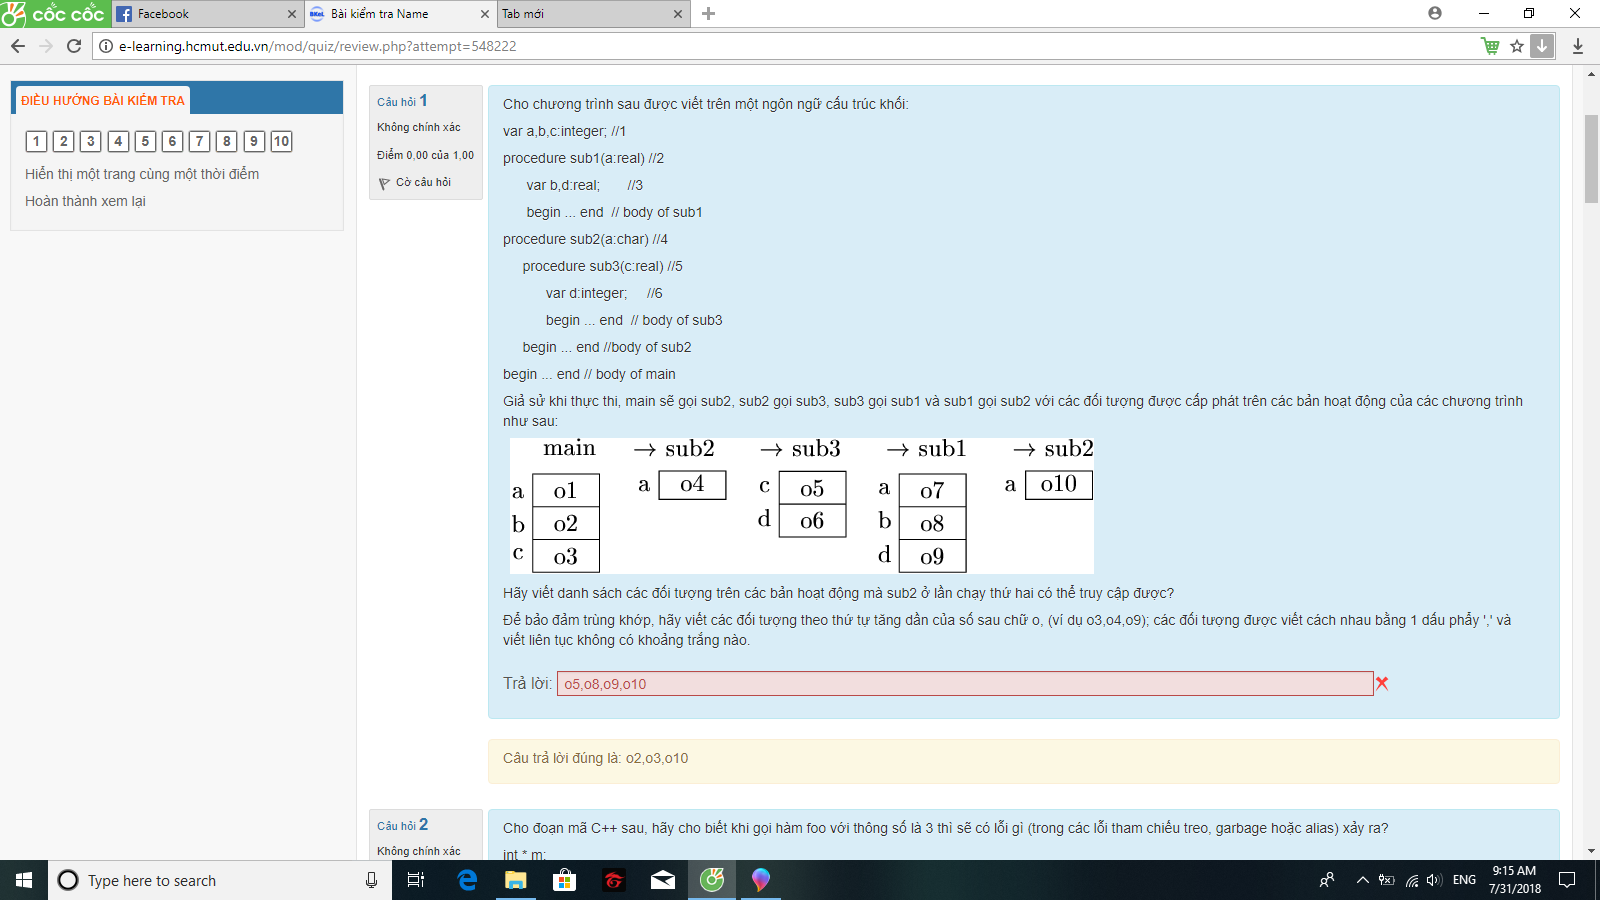 cốc cốc
Facebook
Bài kiểm tra Name
Tab mới
e-learning.hcmut.edu.vn/mod/quiz/review.php?attempt=548222
ĐIỀU HƯỚNG BÀI KIỂM TRA
1 2 3 4 5 6 7 8 9 10
Hiển thị một trang cùng một thời điểm
Hoàn thành xem lại
Câu hỏi 1
Không chính xác
Điểm 0,00 của 1,00
Cờ câu hỏi
Cho chương trình sau được viết trên một ngôn ngữ cấu trúc khối:
var a,b,c:integer; //1
procedure sub1(a:real) //2
var b,d:real; //3
begin ... end // body of sub1
procedure sub2(a:char) //4
procedure sub3(c:real) //5
var d:integer; //6
begin ... end // body of sub3
begin ... end //body of sub2
begin ... end // body of main
Giả sử khi thực thi, main sẽ gọi sub2, sub2 gọi sub3, sub3 gọi sub1 và sub1 gọi sub2 với các đối tượng được cấp phát trên các bản hoạt động của các chương trình
như sau:
main → sub2 → sub3 → sub1 → sub2
a o1 a o4 c o5 a o7 a o10
b o2 d o6 b o8
c o3 d o9
Hãy viết danh sách các đối tượng trên các bản hoạt động mà sub2 ở lần chạy thứ hai có thể truy cập được?
Để bảo đảm trùng khớp, hãy viết các đối tượng theo thứ tự tăng dần của số sau chữ o, (ví dụ o3,o4,o9); các đối tượng được viết cách nhau bằng 1 dấu phẩy ',' và
viết liên tục không có khoảng trắng nào.
Trả lời: o5,o8,o9,o10
Câu trả lời đúng là: o2,o3,o10
Câu hỏi 2
Không chính xác
Cho đoạn mã C++ sau, hãy cho biết khi gọi hàm foo với thông số là 3 thì sẽ có lỗi gì (trong các lỗi tham chiếu treo, garbage hoặc alias) xảy ra?
int * m;
Type here to search
ENG
9:15 AM
7/31/2018